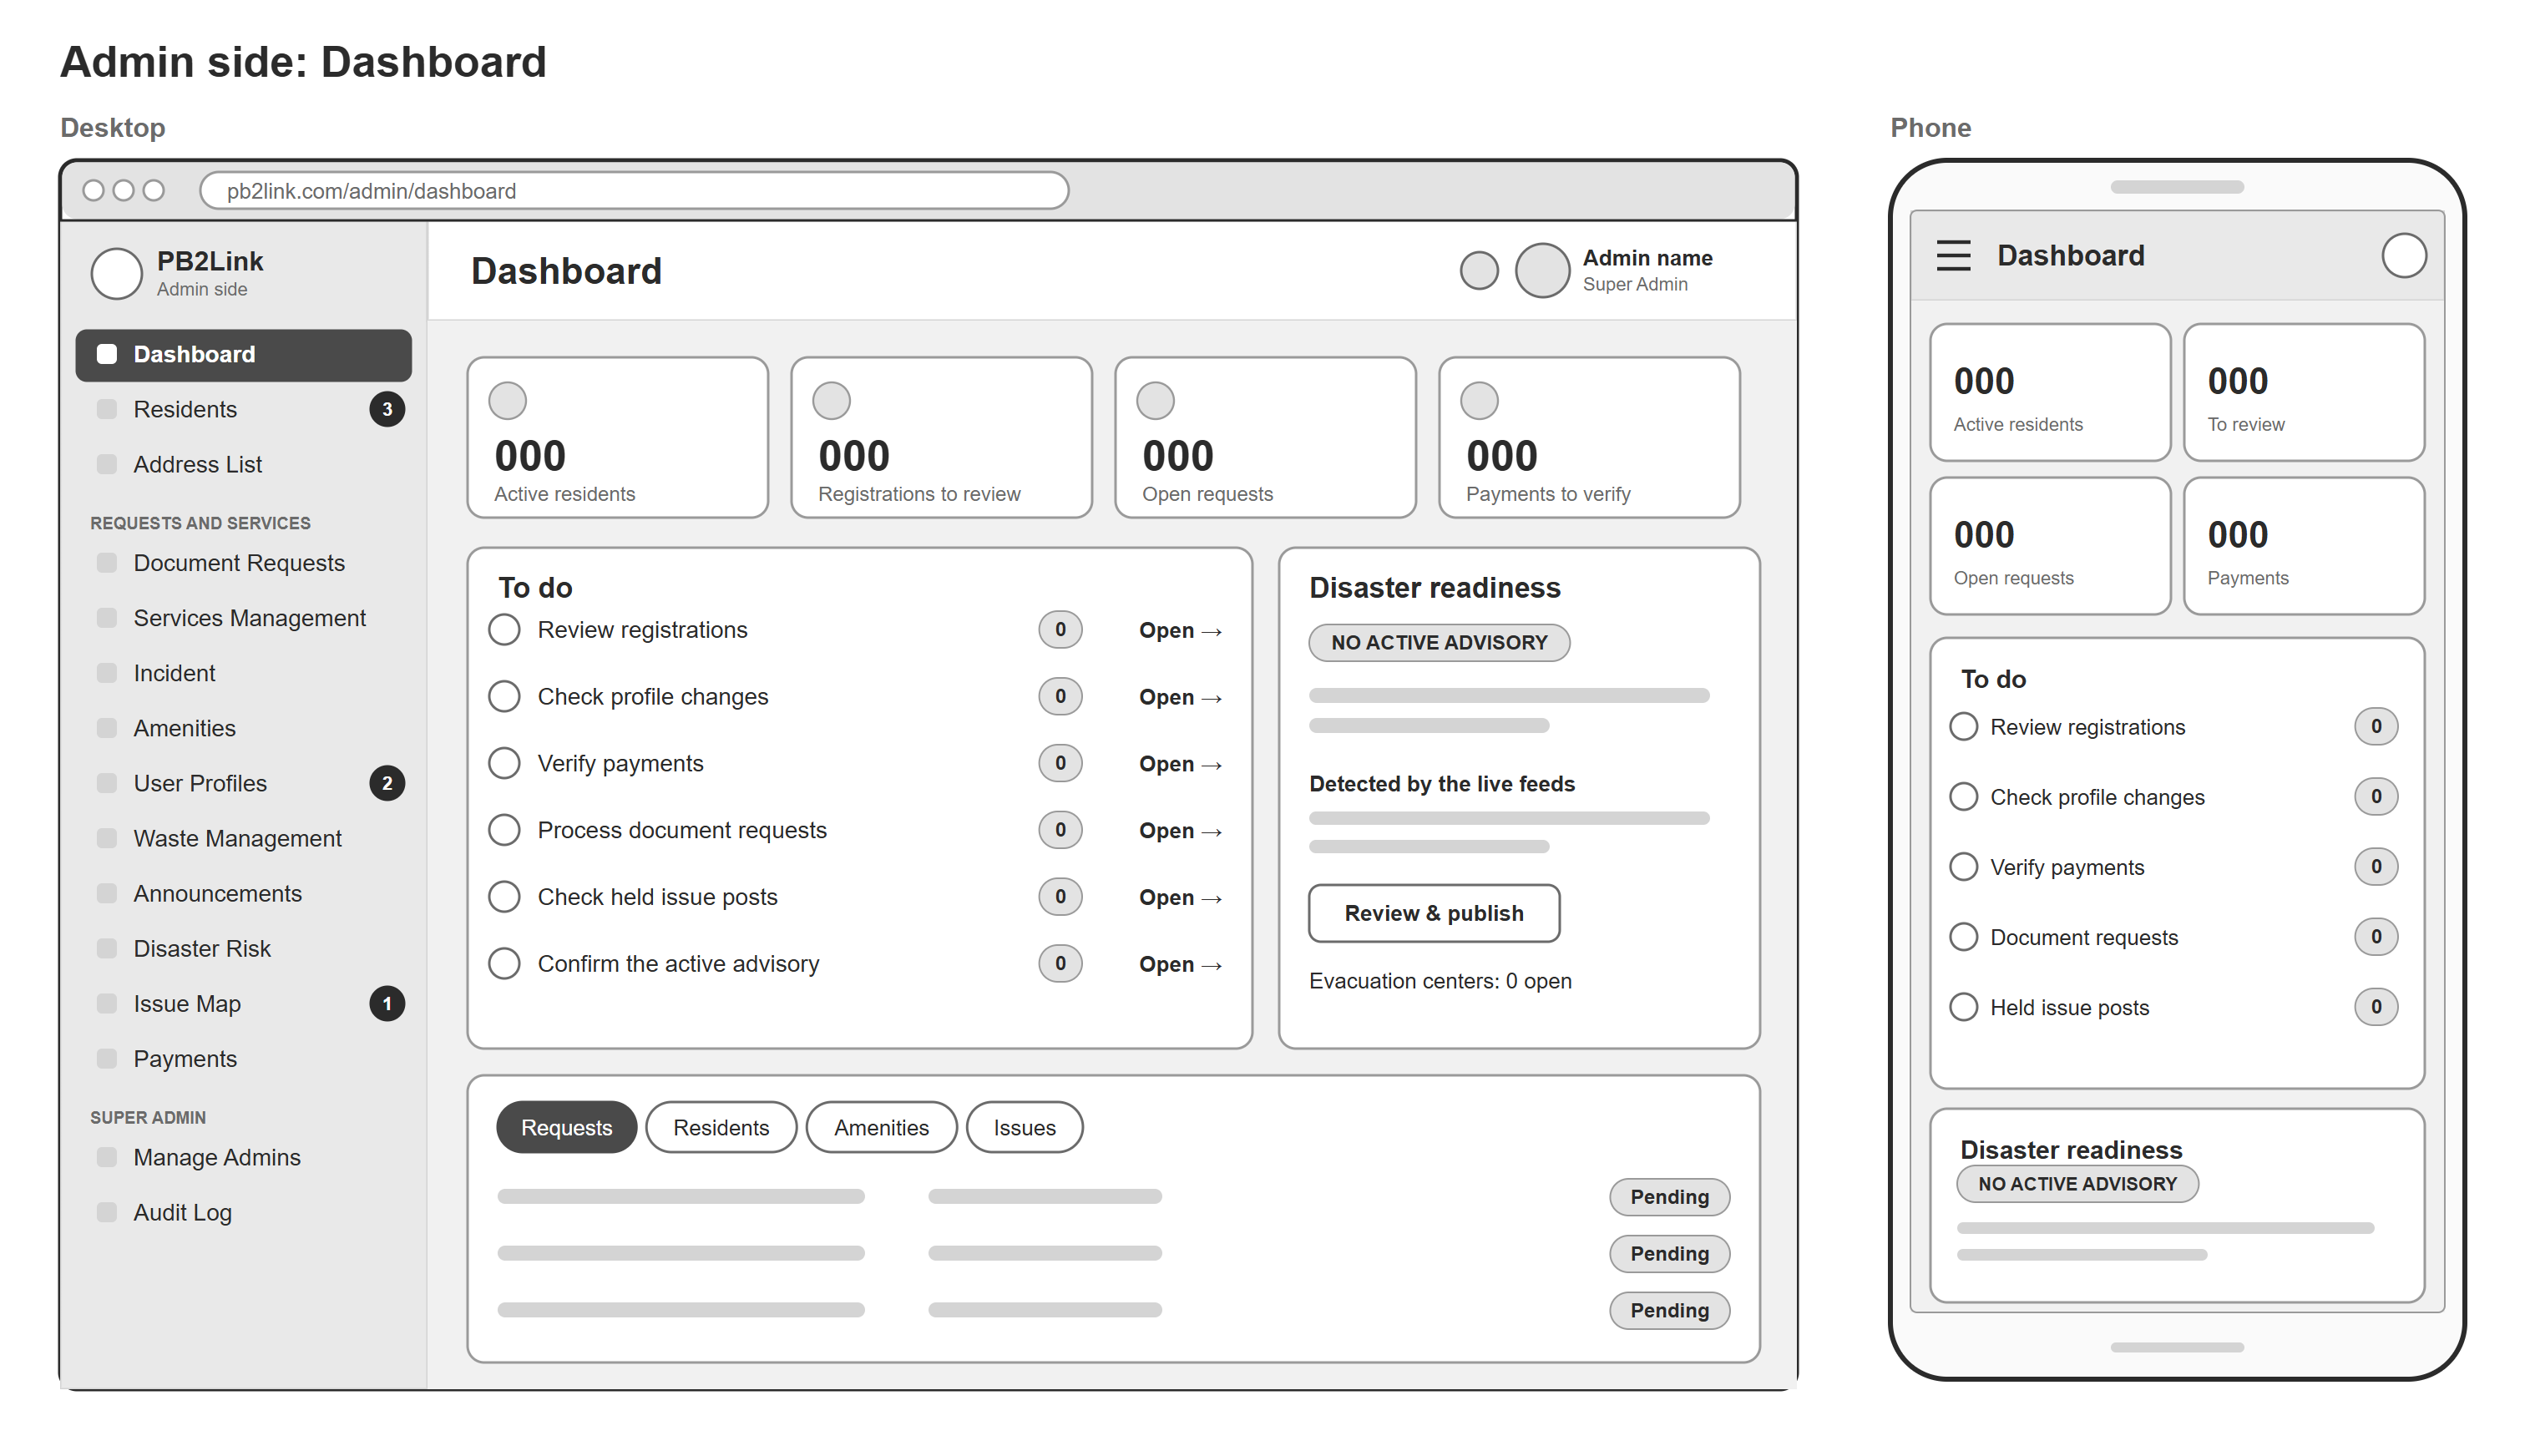 Admin side: Dashboard
Desktop
pb2link.com/admin/dashboard
PB2Link
Admin side
Dashboard
Residents 3
Address List
REQUESTS AND SERVICES
Document Requests
Services Management
Incident
Amenities
User Profiles 2
Waste Management
Announcements
Disaster Risk
Issue Map 1
Payments
SUPER ADMIN
Manage Admins
Audit Log
Dashboard
Admin name
Super Admin
000
Active residents
000
Registrations to review
000
Open requests
000
Payments to verify
To do
Review registrations 0 Open →
Check profile changes 0 Open →
Verify payments 0 Open →
Process document requests 0 Open →
Check held issue posts 0 Open →
Confirm the active advisory 0 Open →
Disaster readiness
NO ACTIVE ADVISORY
Detected by the live feeds
Review & publish
Evacuation centers: 0 open
Requests Residents Amenities Issues
Pending
Pending
Pending
Phone
Dashboard
000
Active residents
000
To review
000
Open requests
000
Payments
To do
Review registrations 0
Check profile changes 0
Verify payments 0
Document requests 0
Held issue posts 0
Disaster readiness
NO ACTIVE ADVISORY